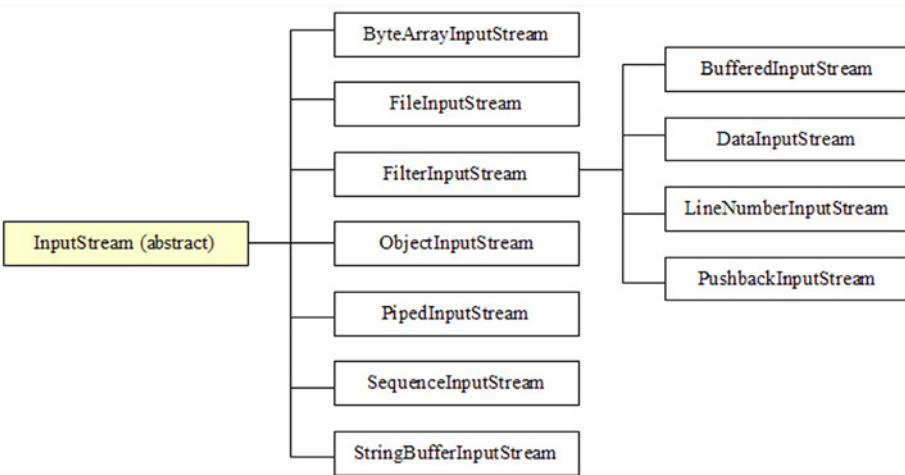 InputStream (abstract)
ByteArrayInputStream
FileInputStream
FilterInputStream
ObjectInputStream
PipedInputStream
SequenceInputStream
StringBufferInputStream
BufferedInputStream
DataInputStream
LineNumberInputStream
PushbackInputStream